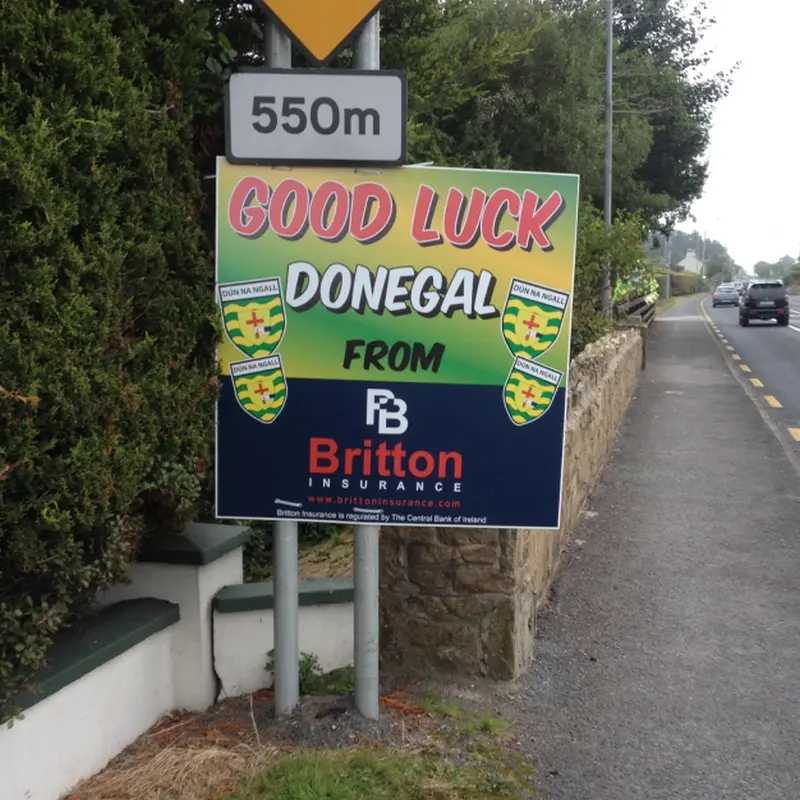 550m
GOOD LUCK
DONEGAL
DÚN NA NGALL
DÚN NA NGALL
FROM
DÚN NA NGALL
DÚN NA NGALL
PB
Britton
INSURANCE
www.brittoninsurance.com
Britton Insurance is regulated by The Central Bank of Ireland